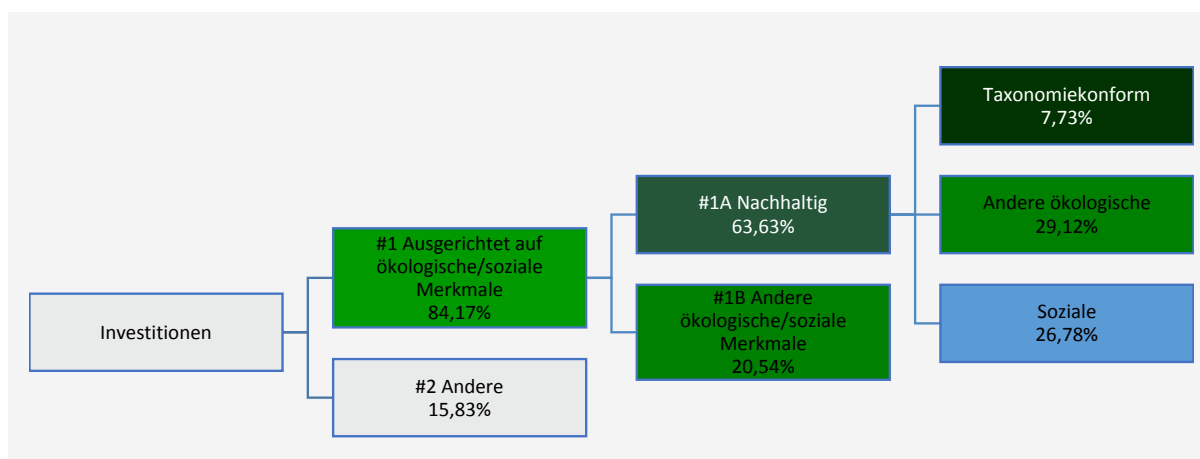 Investitionen
#1 Ausgerichtet auf
ökologische/soziale
Merkmale
84,17%
#2 Andere
15,83%
#1A Nachhaltig
63,63%
#1B Andere
ökologische/soziale
Merkmale
20,54%
Taxonomiekonform
7,73%
Andere ökologische
29,12%
Soziale
26,78%